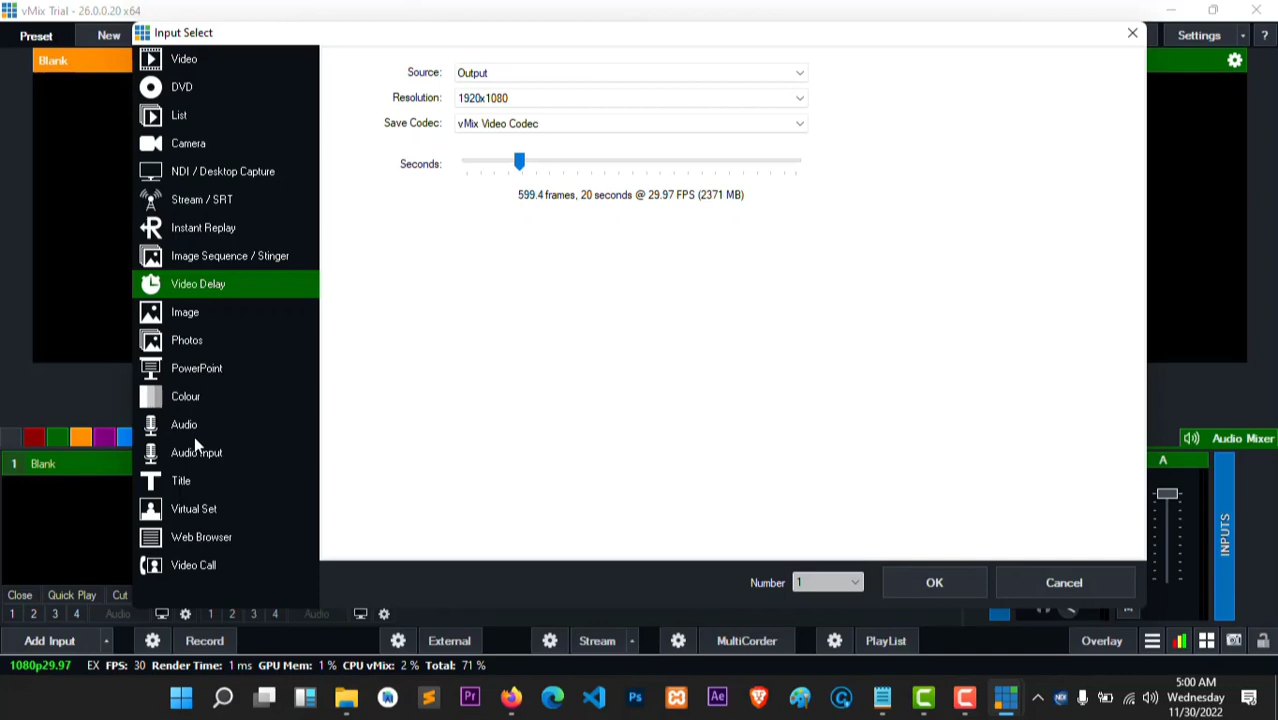 vMix Trial - 26.0.0.20 x64
Preset
New
Settings
?
Blank
Input Select
Video
DVD
List
Camera
NDI / Desktop Capture
Stream / SRT
Instant Replay
Image Sequence / Stinger
Video Delay
Image
Photos
PowerPoint
Colour
Audio
Audio Input
Title
Virtual Set
Web Browser
Video Call
Source: Output
Resolution: 1920x1080
Save Codec: vMix Video Codec
Seconds:
599.4 frames, 20 seconds @ 29.97 FPS (2371 MB)
Number 1 OK Cancel
1 Blank
Audio Mixer
A
INPUTS
Close Quick Play Cut
1 2 3 4 Audio 1 2 3 4 Audio
Add Input Record External Stream MultiCorder PlayList Overlay
1080p29.97 EX FPS: 30 Render Time: 1 ms GPU Mem: 1 % CPU vMix: 2 % Total: 71 %
Pr Ps Ae
5:00 AM
Wednesday
11/30/2022